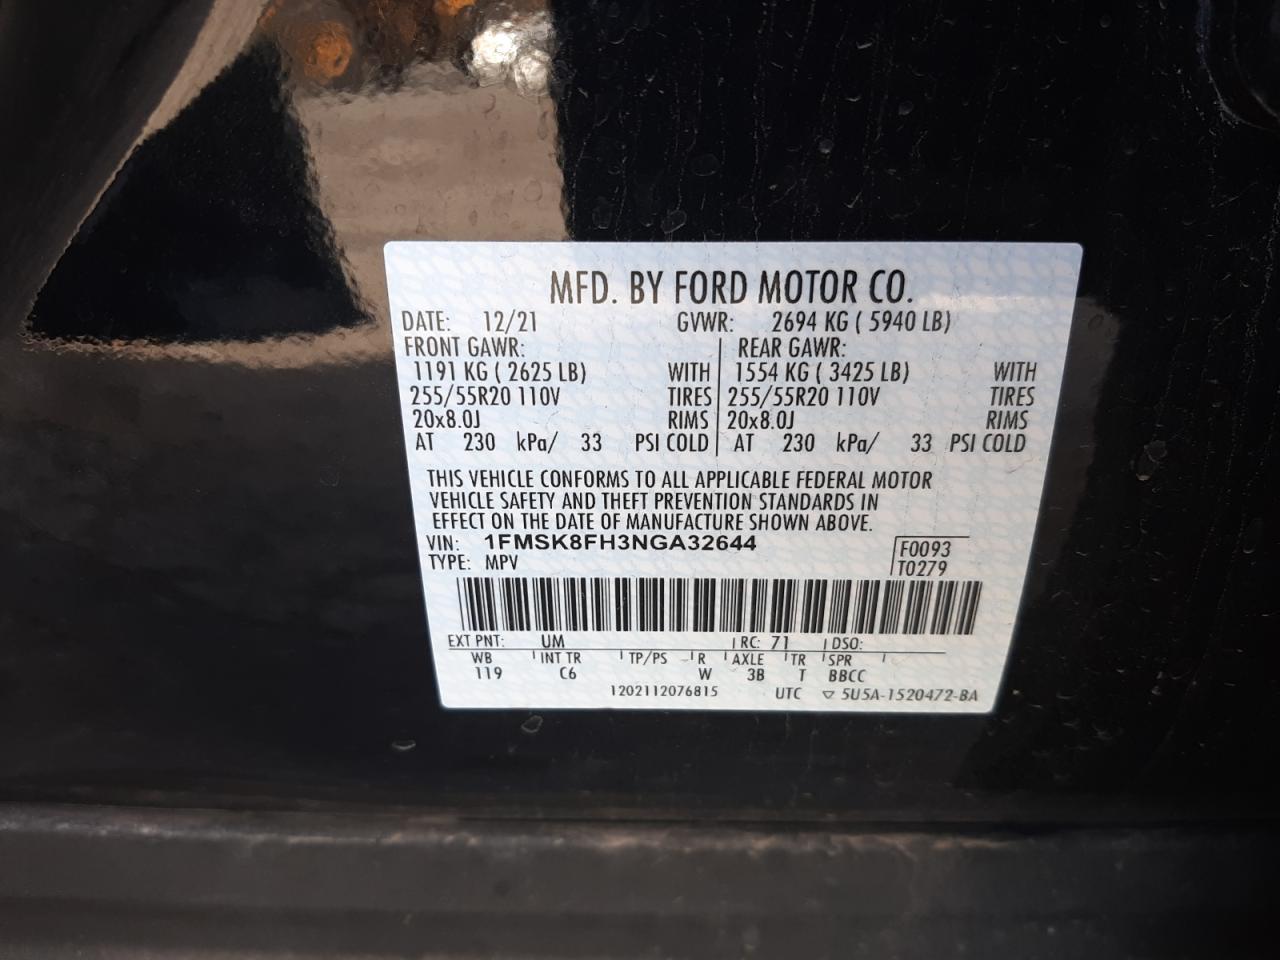 MFD. BY FORD MOTOR CO.
DATE: 12/21 GVWR: 2694 KG ( 5940 LB)
FRONT GAWR: REAR GAWR:
1191 KG ( 2625 LB) WITH 1554 KG ( 3425 LB) WITH
255/55R20 110V TIRES 255/55R20 110V TIRES
20x8.0J RIMS 20x8.0J RIMS
AT 230 kPa/ 33 PSI COLD AT 230 kPa/ 33 PSI COLD
THIS VEHICLE CONFORMS TO ALL APPLICABLE FEDERAL MOTOR
VEHICLE SAFETY AND THEFT PREVENTION STANDARDS IN
EFFECT ON THE DATE OF MANUFACTURE SHOWN ABOVE.
VIN: 1FMSK8FH3NGA32644 F0093
TYPE: MPV T0279
EXT PNT: UM RC: 71 DSO:
WB INT TR TP/PS R AXLE TR SPR
119 C6 W 3B T BBCC
1202112076815 UTC ▽ 5U5A-1520472-BA